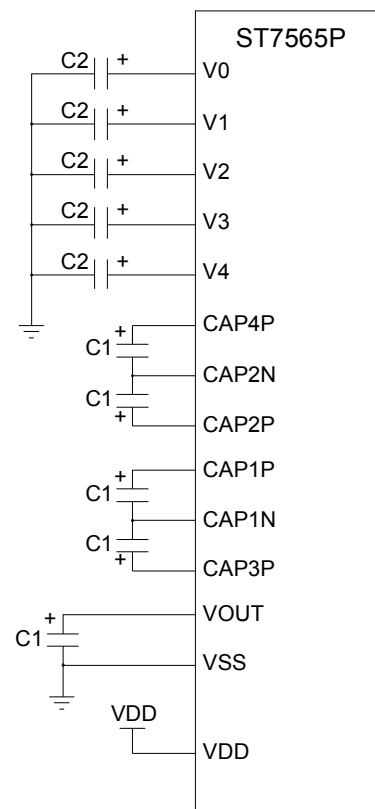 ST7565P
C2 + V0
C2 + V1
C2 + V2
C2 + V3
C2 + V4
+ CAP4P
C1
CAP2N
C1
+ CAP2P
+ CAP1P
C1
CAP1N
C1
+ CAP3P
+ VOUT
C1
VSS
VDD
VDD